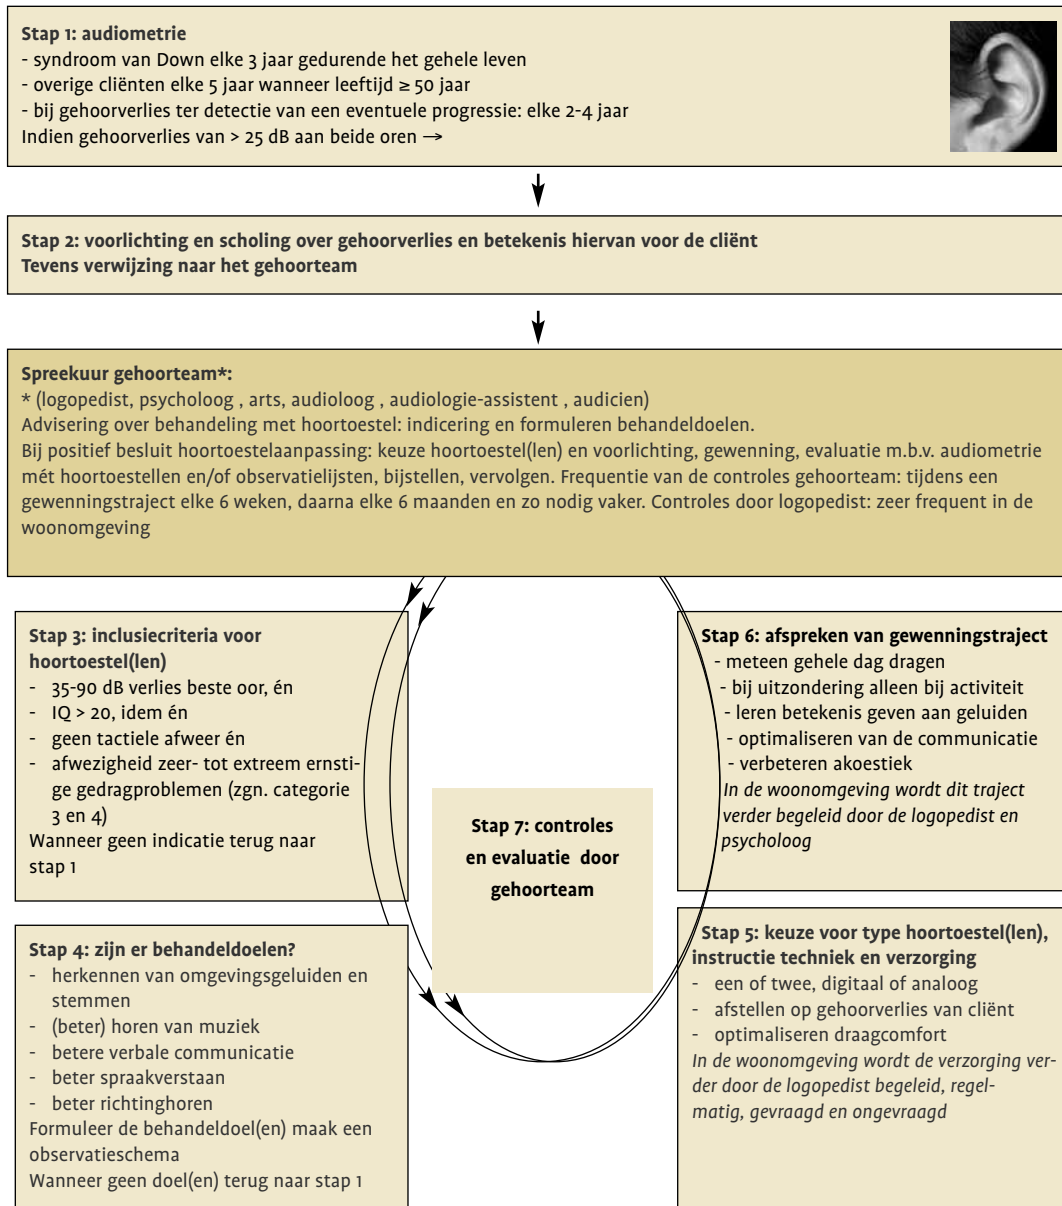 Stap 1: audiometrie
- syndroom van Down elke 3 jaar gedurende het gehele leven
- overige cliënten elke 5 jaar wanneer leeftijd ≥ 50 jaar
- bij gehoorverlies ter detectie van een eventuele progressie: elke 2-4 jaar
Indien gehoorverlies van > 25 dB aan beide oren →
Stap 2: voorlichting en scholing over gehoorverlies en betekenis hiervan voor de cliënt
Tevens verwijzing naar het gehoorteam
Spreekuur gehoorteam*:
* (logopedist, psycholoog , arts, audioloog , audiologie-assistent , audicien)
Advisering over behandeling met hoortoestel: indicering en formuleren behandeldoelen.
Bij positief besluit hoortoestelaanpassing: keuze hoortoestel(len) en voorlichting, gewenning, evaluatie m.b.v. audiometrie
mét hoortoestellen en/of observatielijsten, bijstellen, vervolgen. Frequentie van de controles gehoorteam: tijdens een
gewenningstraject elke 6 weken, daarna elke 6 maanden en zo nodig vaker. Controles door logopedist: zeer frequent in de
woonomgeving
Stap 3: inclusiecriteria voor
hoortoestel(len)
- 35-90 dB verlies beste oor, én
- IQ > 20, idem én
- geen tactiele afweer én
- afwezigheid zeer- tot extreem ernsti-
ge gedragproblemen (zgn. categorie
3 en 4)
Wanneer geen indicatie terug naar
stap 1
Stap 4: zijn er behandeldoelen?
- herkennen van omgevingsgeluiden en
stemmen
- (beter) horen van muziek
- betere verbale communicatie
- beter spraakverstaan
- beter richtinghoren
Formuleer de behandeldoel(en) maak een
observatieschema
Wanneer geen doel(en) terug naar stap 1
Stap 7: controles
en evaluatie door
gehoorteam
Stap 6: afspreken van gewenningstraject
- meteen gehele dag dragen
- bij uitzondering alleen bij activiteit
- leren betekenis geven aan geluiden
- optimaliseren van de communicatie
- verbeteren akoestiek
In de woonomgeving wordt dit traject
verder begeleid door de logopedist en
psycholoog
Stap 5: keuze voor type hoortoestel(len),
instructie techniek en verzorging
- een of twee, digitaal of analoog
- afstellen op gehoorverlies van cliënt
- optimaliseren draagcomfort
In de woonomgeving wordt de verzorging ver-
der door de logopedist begeleid, regel-
matig, gevraagd en ongevraagd